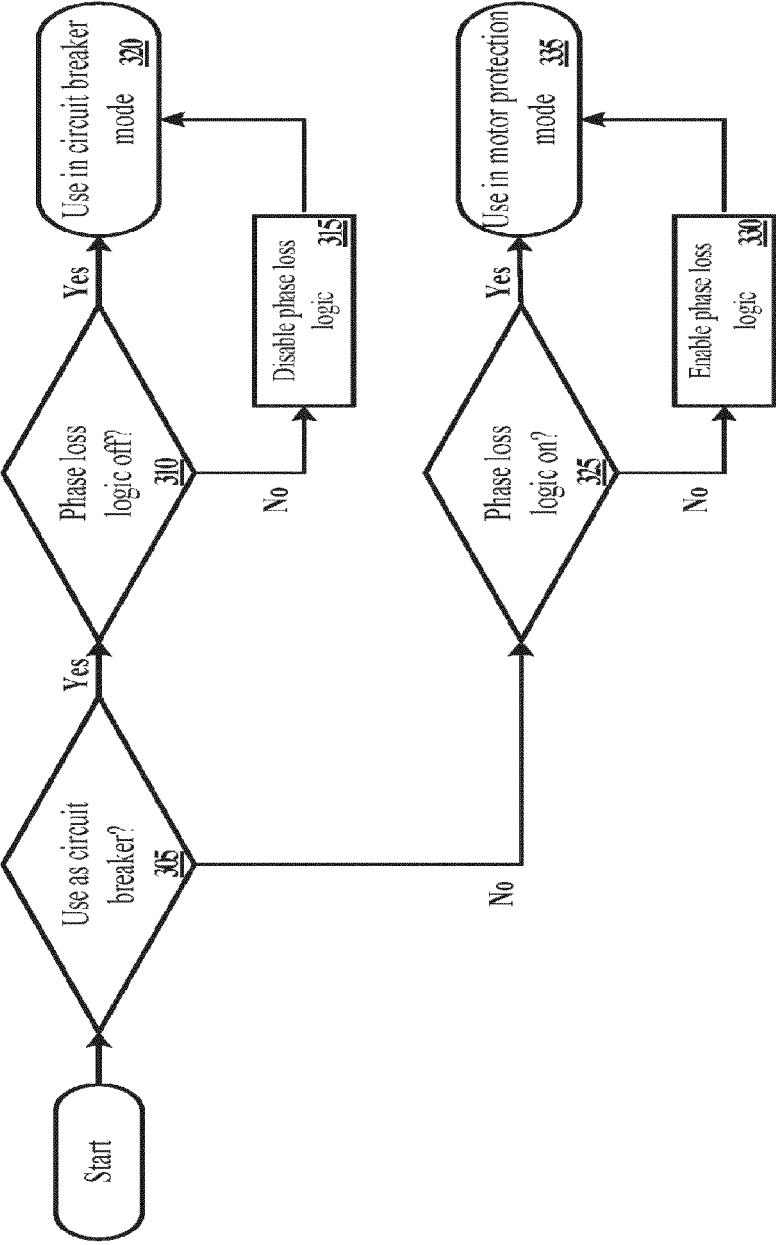 Start
Use as circuit
breaker?
305
Yes
Phase loss
logic off?
310
Yes
Use in circuit breaker
mode
320
No
Disable phase loss
logic
315
No
Phase loss
logic on?
325
Yes
Use in motor protection
mode
335
No
Enable phase loss
logic
330